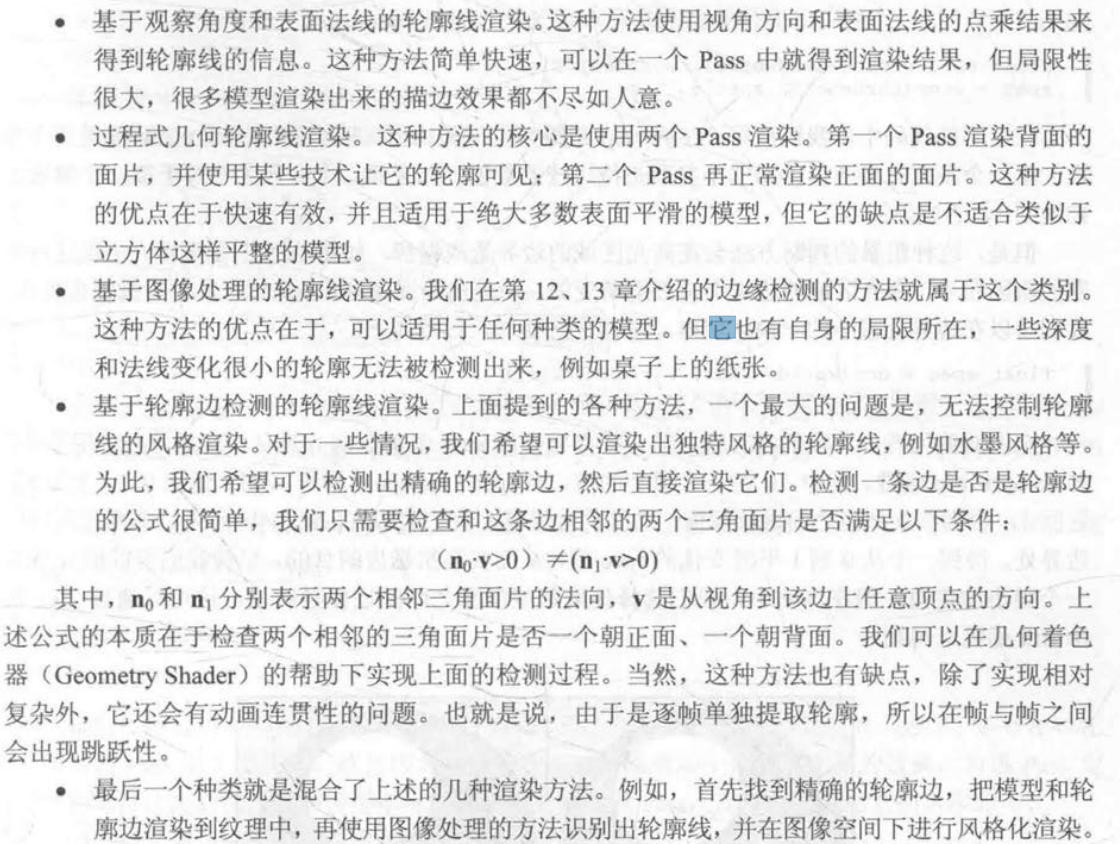 • 基于观察角度和表面法线的轮廓线渲染。这种方法使用视角方向和表面法线的点乘结果来
得到轮廓线的信息。这种方法简单快速，可以在一个 Pass 中就得到渲染结果，但局限性
很大，很多模型渲染出来的描边效果都不尽如人意。
• 过程式几何轮廓线渲染。这种方法的核心是使用两个 Pass 渲染。第一个 Pass 渲染背面的
面片，并使用某些技术让它的轮廓可见；第二个 Pass 再正常渲染正面的面片。这种方法
的优点在于快速有效，并且适用于绝大多数表面平滑的模型，但它的缺点是不适合类似于
立方体这样平整的模型。
• 基于图像处理的轮廓线渲染。我们在第 12、13 章介绍的边缘检测的方法就属于这个类别。
这种方法的优点在于，可以适用于任何种类的模型。但它也有自身的局限所在，一些深度
和法线变化很小的轮廓无法被检测出来，例如桌子上的纸张。
• 基于轮廓边检测的轮廓线渲染。上面提到的各种方法，一个最大的问题是，无法控制轮廓
线的风格渲染。对于一些情况，我们希望可以渲染出独特风格的轮廓线，例如水墨风格等。
为此，我们希望可以检测出精确的轮廓边，然后直接渲染它们。检测一条边是否是轮廓边
的公式很简单，我们只需要检查和这条边相邻的两个三角面片是否满足以下条件：
(n₀·v>0) ≠ (n₁·v>0)
其中，n₀ 和 n₁ 分别表示两个相邻三角面片的法向，v 是从视角到该边上任意顶点的方向。上
述公式的本质在于检查两个相邻的三角面片是否一个朝正面、一个朝背面。我们可以在几何着色
器（Geometry Shader）的帮助下实现上面的检测过程。当然，这种方法也有缺点，除了实现相对
复杂外，它还会有动画连贯性的问题。也就是说，由于是逐帧单独提取轮廓，所以在帧与帧之间
会出现跳跃性。
• 最后一个种类就是混合了上述的几种渲染方法。例如，首先找到精确的轮廓边，把模型和轮
廓边渲染到纹理中，再使用图像处理的方法识别出轮廓线，并在图像空间下进行风格化渲染。